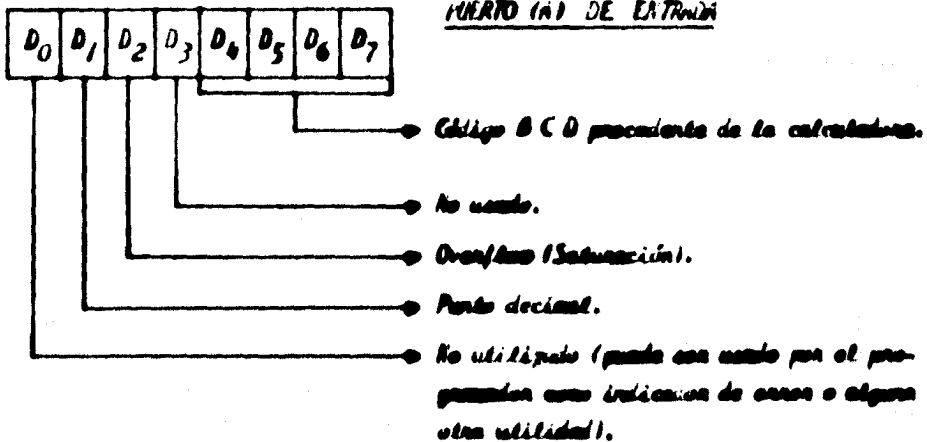 PUERTO (A) DE ENTRADA
D0 D1 D2 D3 D4 D5 D6 D7
Código B C D procedente de la calculadora.
No usado.
Overflow (Saturación).
Punto decimal.
No utilizado (puede ser usado por el pro-
gramador como indicador de error o alguna
otra utilidad).